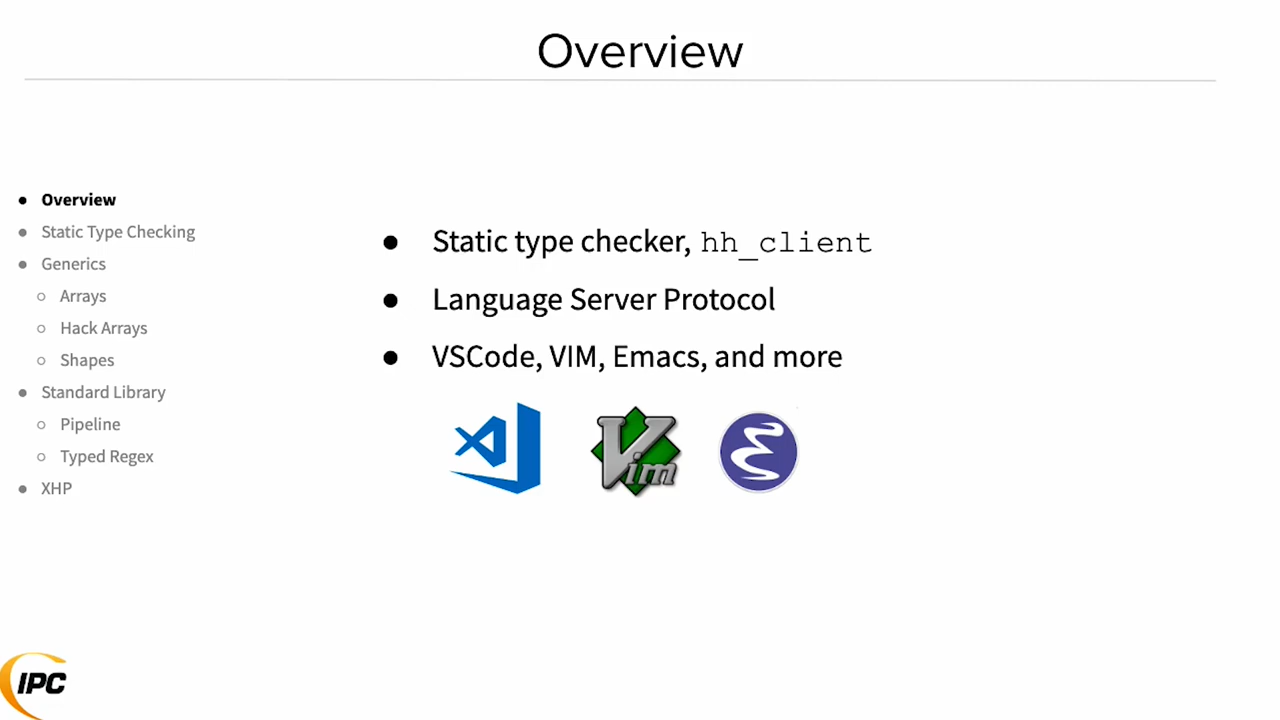 Overview
● Overview
● Static Type Checking
● Generics
○ Arrays
○ Hack Arrays
○ Shapes
● Standard Library
○ Pipeline
○ Typed Regex
● XHP
● Static type checker, hh_client
● Language Server Protocol
● VSCode, VIM, Emacs, and more
Vim
IPC